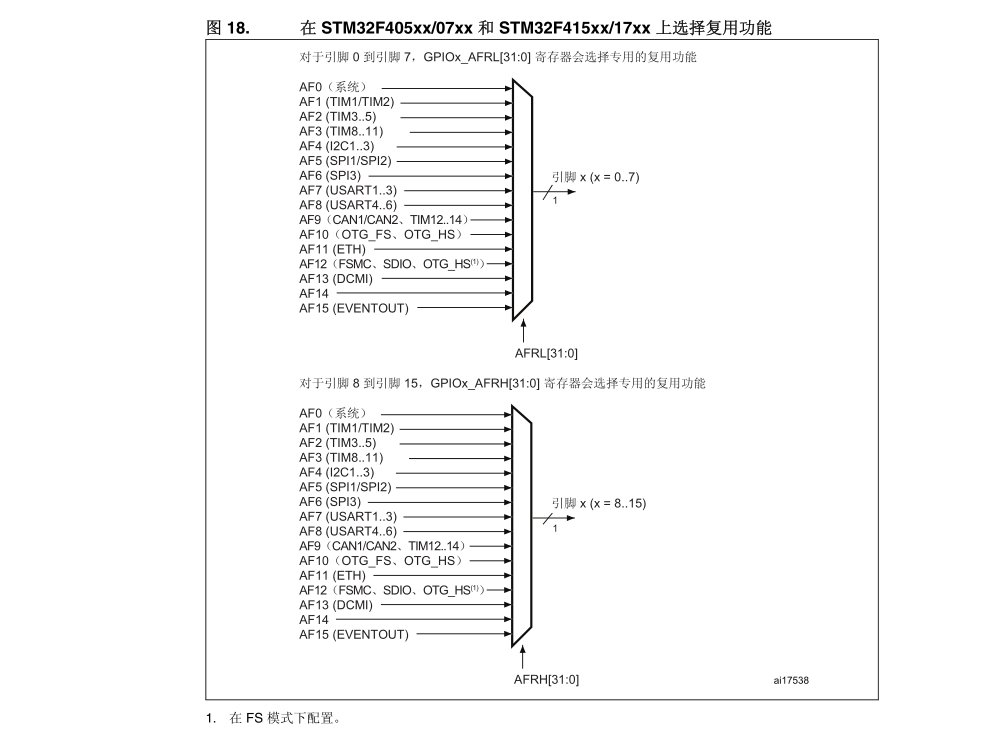 图 18. 在 STM32F405xx/07xx 和 STM32F415xx/17xx 上选择复用功能
对于引脚 0 到引脚 7，GPIOx_AFRL[31:0] 寄存器会选择专用的复用功能
AF0（系统）
AF1 (TIM1/TIM2)
AF2 (TIM3..5)
AF3 (TIM8..11)
AF4 (I2C1..3)
AF5 (SPI1/SPI2)
AF6 (SPI3)
AF7 (USART1..3)
AF8 (USART4..6)
AF9（CAN1/CAN2、TIM12..14）
AF10（OTG_FS、OTG_HS）
AF11 (ETH)
AF12（FSMC、SDIO、OTG_HS(1)）
AF13 (DCMI)
AF14
AF15 (EVENTOUT)
引脚 x (x = 0..7)
1
AFRL[31:0]
对于引脚 8 到引脚 15，GPIOx_AFRH[31:0] 寄存器会选择专用的复用功能
AF0（系统）
AF1 (TIM1/TIM2)
AF2 (TIM3..5)
AF3 (TIM8..11)
AF4 (I2C1..3)
AF5 (SPI1/SPI2)
AF6 (SPI3)
AF7 (USART1..3)
AF8 (USART4..6)
AF9（CAN1/CAN2、TIM12..14）
AF10（OTG_FS、OTG_HS）
AF11 (ETH)
AF12（FSMC、SDIO、OTG_HS(1)）
AF13 (DCMI)
AF14
AF15 (EVENTOUT)
引脚 x (x = 8..15)
1
AFRH[31:0]
ai17538
1. 在 FS 模式下配置。